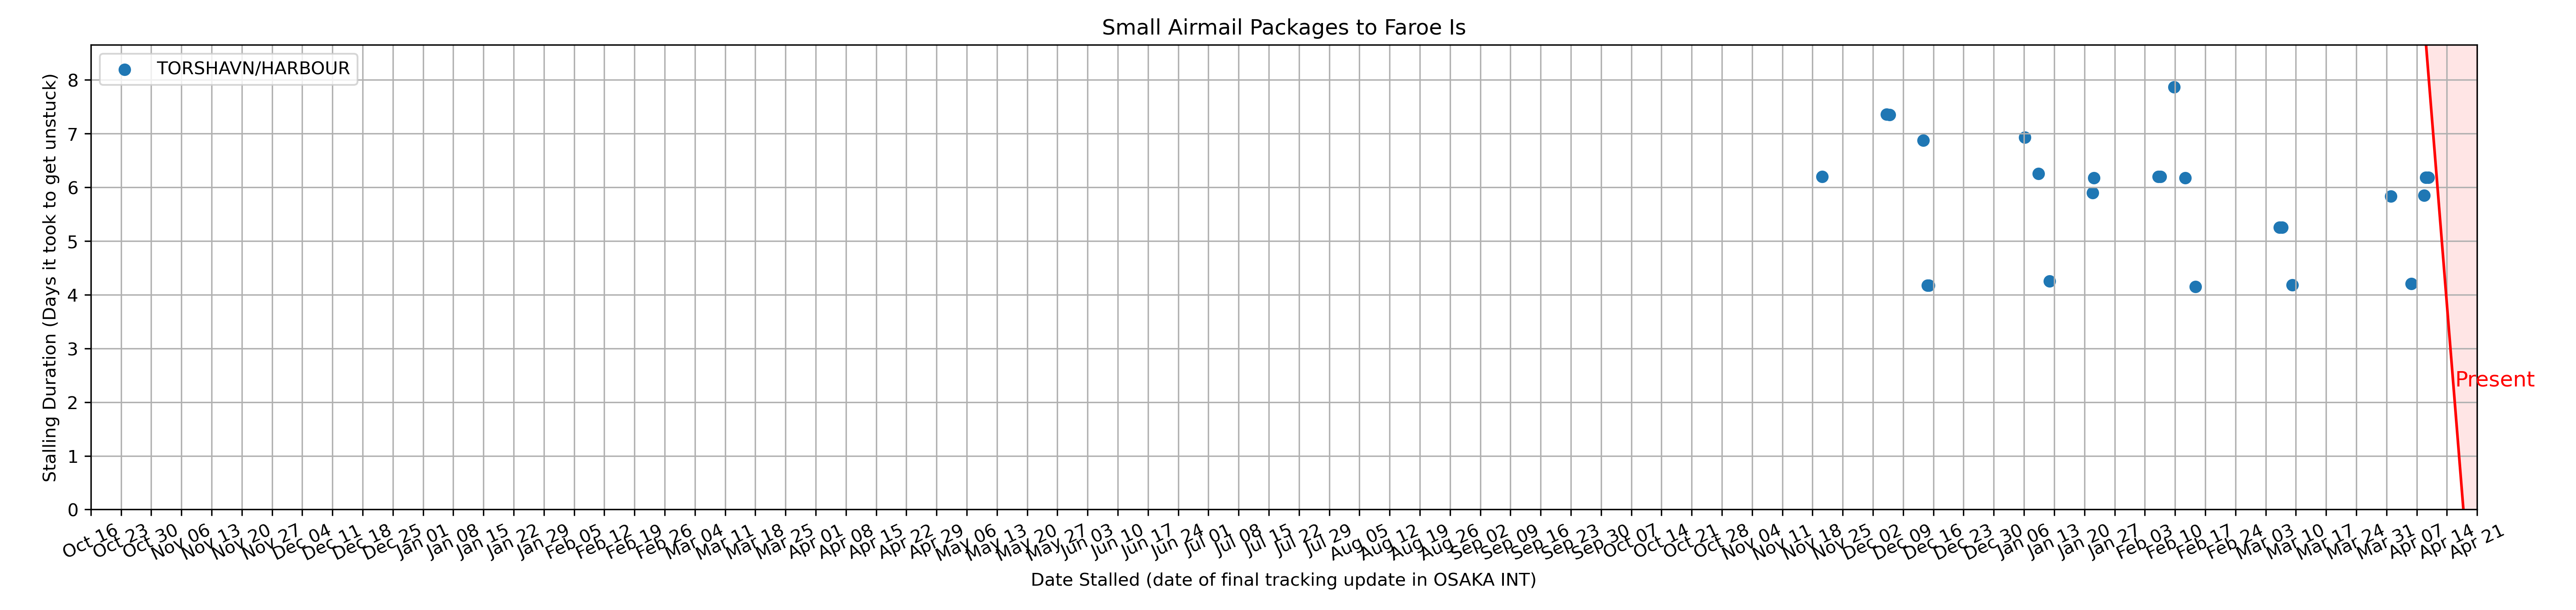 Small Airmail Packages to Faroe Is
TORSHAVN/HARBOUR
Stalling Duration (Days it took to get unstuck)
8
7
6
5
4
3
2
1
0
Present
Oct 16
Oct 23
Oct 30
Nov 06
Nov 13
Nov 20
Nov 27
Dec 04
Dec 11
Dec 18
Dec 25
Jan 01
Jan 08
Jan 15
Jan 22
Jan 29
Feb 05
Feb 12
Feb 19
Feb 26
Mar 04
Mar 11
Mar 18
Mar 25
Apr 01
Apr 08
Apr 15
Apr 22
Apr 29
May 06
May 13
May 20
May 27
Jun 03
Jun 10
Jun 17
Jun 24
Jul 01
Jul 08
Jul 15
Jul 22
Jul 29
Aug 05
Aug 12
Aug 19
Aug 26
Sep 02
Sep 09
Sep 16
Sep 23
Sep 30
Oct 07
Oct 14
Oct 21
Oct 28
Nov 04
Nov 11
Nov 18
Nov 25
Dec 02
Dec 09
Dec 16
Dec 23
Dec 30
Jan 06
Jan 13
Jan 20
Jan 27
Feb 03
Feb 10
Feb 17
Feb 24
Mar 03
Mar 10
Mar 17
Mar 24
Mar 31
Apr 07
Apr 14
Apr 21
Date Stalled (date of final tracking update in OSAKA INT)